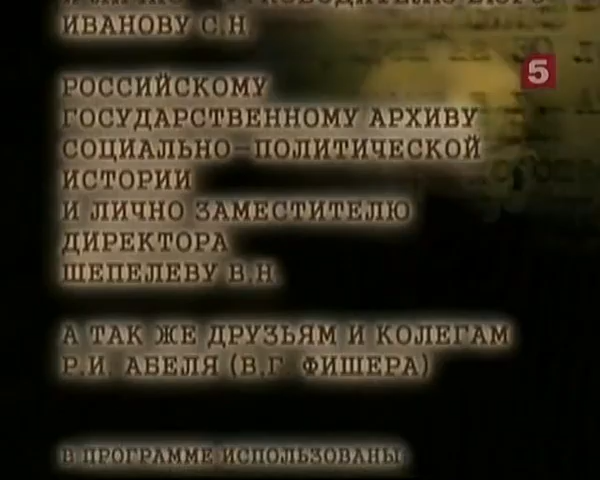 ИВАНОВУ С.Н.
РОССИЙСКОМУ
ГОСУДАРСТВЕННОМУ АРХИВУ
СОЦИАЛЬНО-ПОЛИТИЧЕСКОЙ
ИСТОРИИ
И ЛИЧНО ЗАМЕСТИТЕЛЮ
ДИРЕКТОРА
ШЕПЕЛЕВУ В.Н.
А ТАК ЖЕ ДРУЗЬЯМ И КОЛЕГАМ
Р.И. АБЕЛЯ (В.Г. ФИШЕРА)
В ПРОГРАММЕ ИСПОЛЬЗОВАНЫ
5